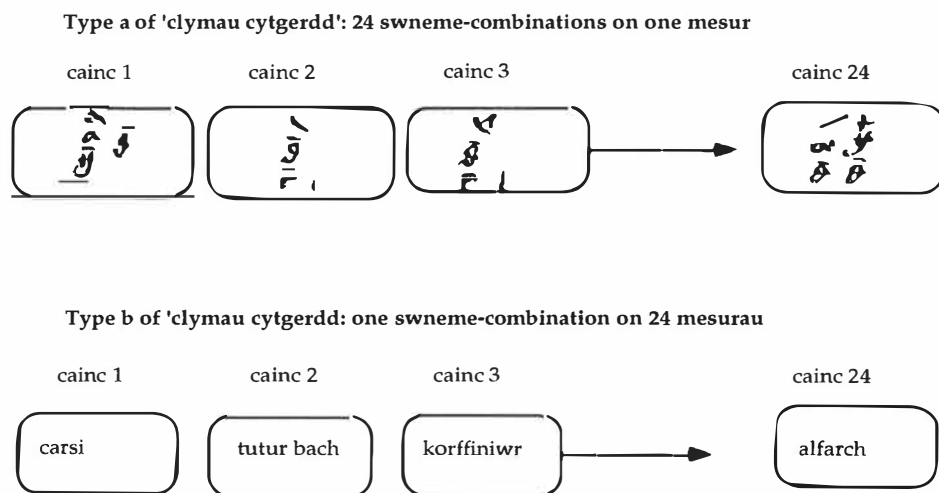 Type a of 'clymau cytgerdd': 24 swneme-combinations on one mesur
cainc 1 cainc 2 cainc 3 cainc 24
Type b of 'clymau cytgerdd: one swneme-combination on 24 mesurau
cainc 1 cainc 2 cainc 3 cainc 24
carsi tutur bach korffiniwr alfarch